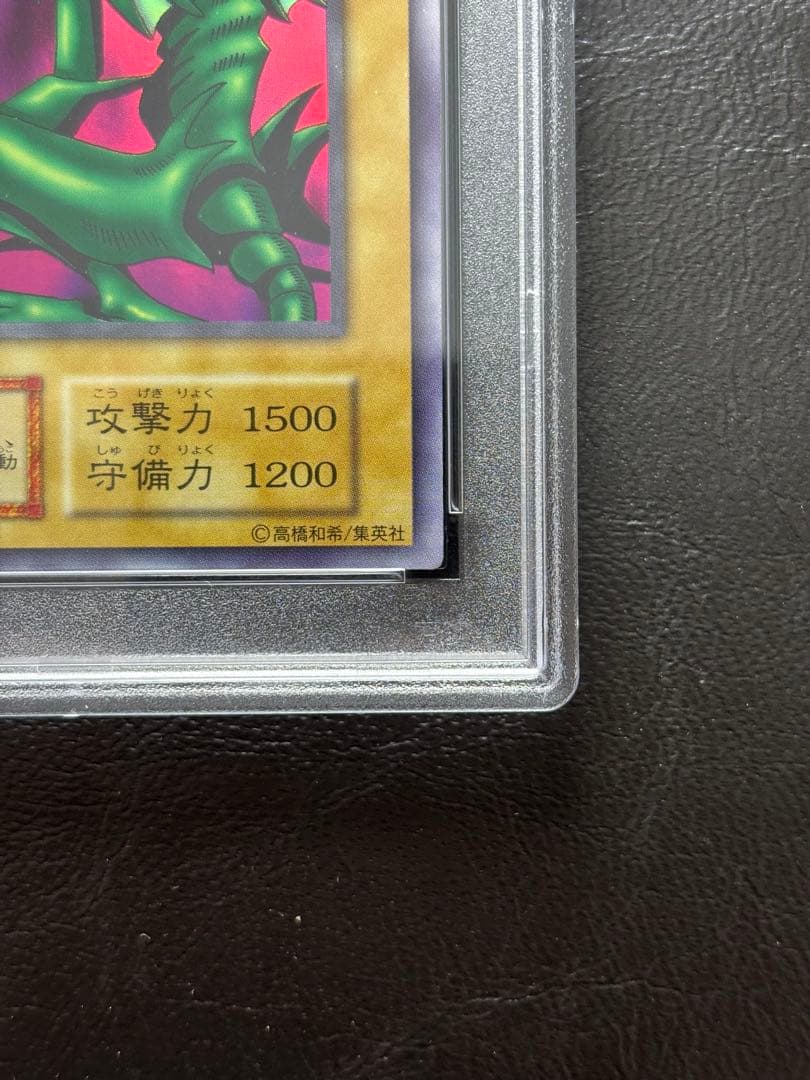 こう げき りょく
攻撃力 1500
しゅ び りょく
守備力 1200
動
©高橋和希/集英社